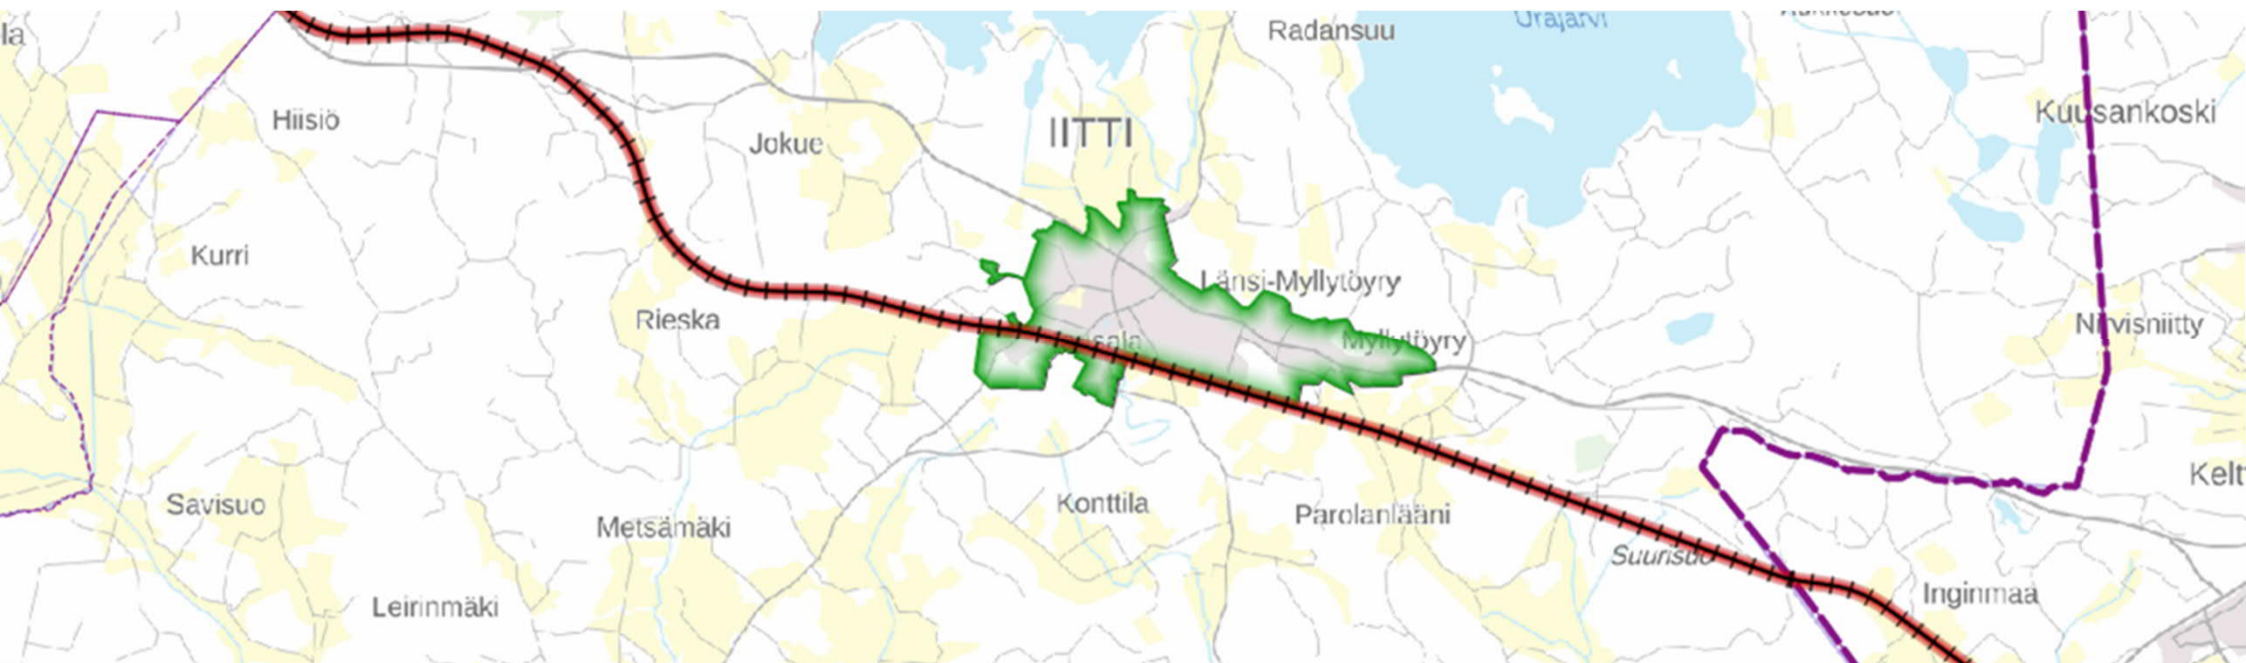 la
Radansuu
Urajärvi
Kuusankoski
Hiisiö
Jokue
IITTI
Kurri
Länsi-Myllytöyry
Rieska
Myllytöyry
Niivisniitty
Kelt
Savisuo
Metsämäki
Konttila
Parolanlääni
Suurisuo
Leirinmäki
Inginmaa